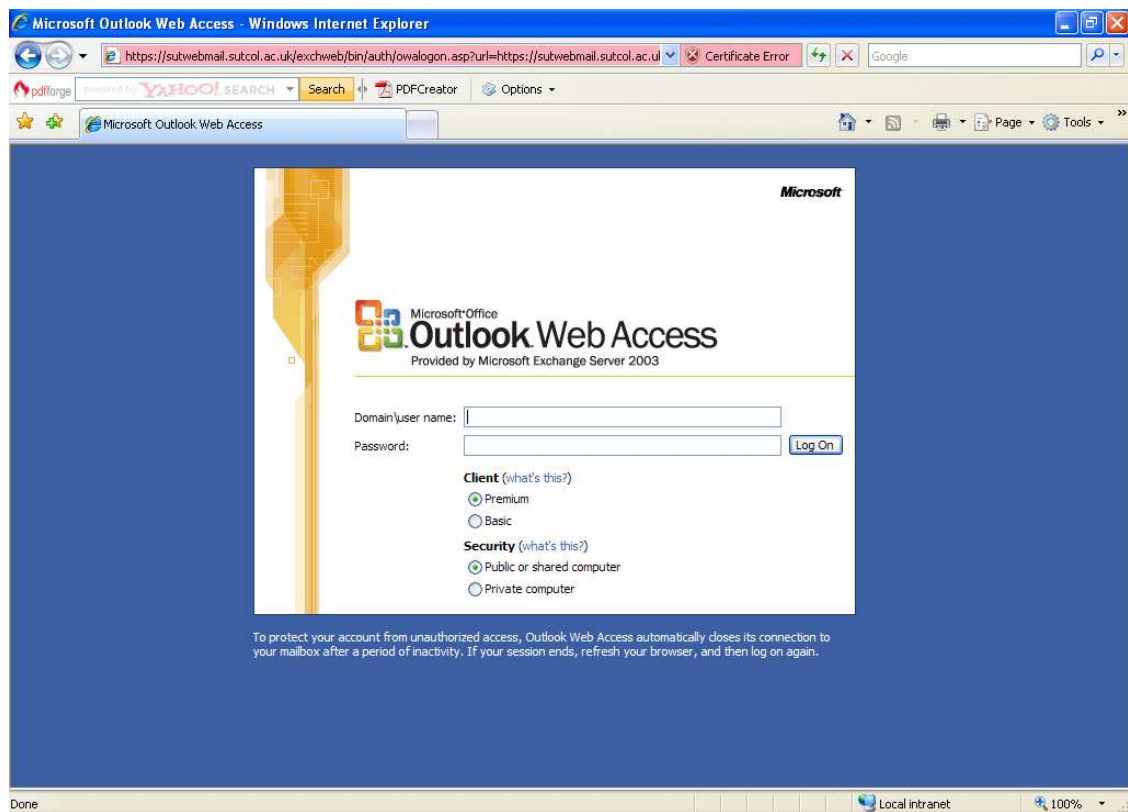 Microsoft Outlook Web Access - Windows Internet Explorer
https://sutwebmail.sutcol.ac.uk/exchweb/bin/auth/owalogon.asp?url=https://sutwebmail.sutcol.ac.ul Certificate Error Google
pdfforge powered by YAHOO! SEARCH Search PDFCreator Options
Microsoft Outlook Web Access Page Tools »
Microsoft
Microsoft Office
Outlook Web Access
Provided by Microsoft Exchange Server 2003
Domain\user name:
Password: Log On
Client (what's this?)
Premium
Basic
Security (what's this?)
Public or shared computer
Private computer
To protect your account from unauthorized access, Outlook Web Access automatically closes its connection to
your mailbox after a period of inactivity. If your session ends, refresh your browser, and then log on again.
Done Local intranet 100%